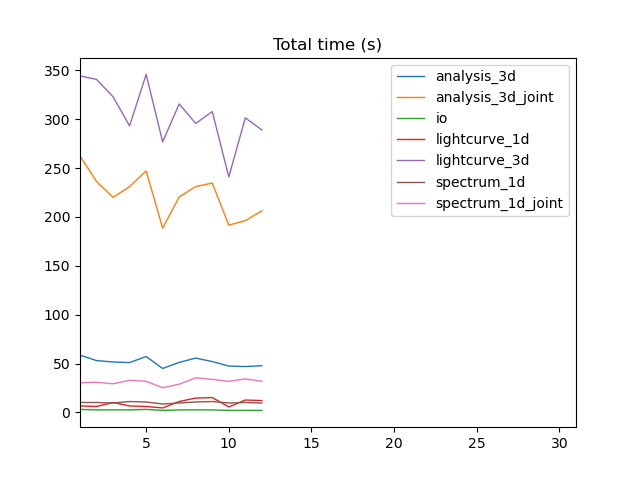 Total time (s)
350
300
250
200
150
100
50
0
5
10
15
20
25
30
analysis_3d
analysis_3d_joint
io
lightcurve_1d
lightcurve_3d
spectrum_1d
spectrum_1d_joint